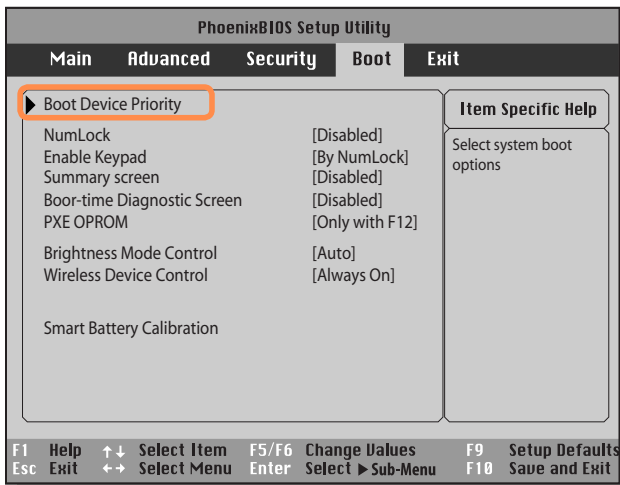 PhoenixBIOS Setup Utility
Main Advanced Security Boot Exit
Boot Device Priority
NumLock [Disabled]
Enable Keypad [By NumLock]
Summary screen [Disabled]
Boor-time Diagnostic Screen [Disabled]
PXE OPROM [Only with F12]
Brightness Mode Control [Auto]
Wireless Device Control [Always On]
Smart Battery Calibration
Item Specific Help
Select system boot
options
F1 Help ↑↓ Select Item F5/F6 Change Values F9 Setup Defaults
Esc Exit ←→ Select Menu Enter Select ▶Sub-Menu F10 Save and Exit